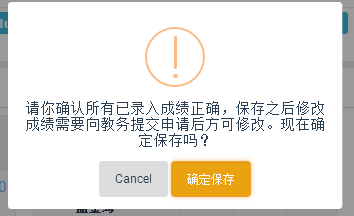 请你确认所有已录入成绩正确，保存之后修改
成绩需要向教务提交申请后方可修改。现在确
定保存吗？
Cancel
确定保存